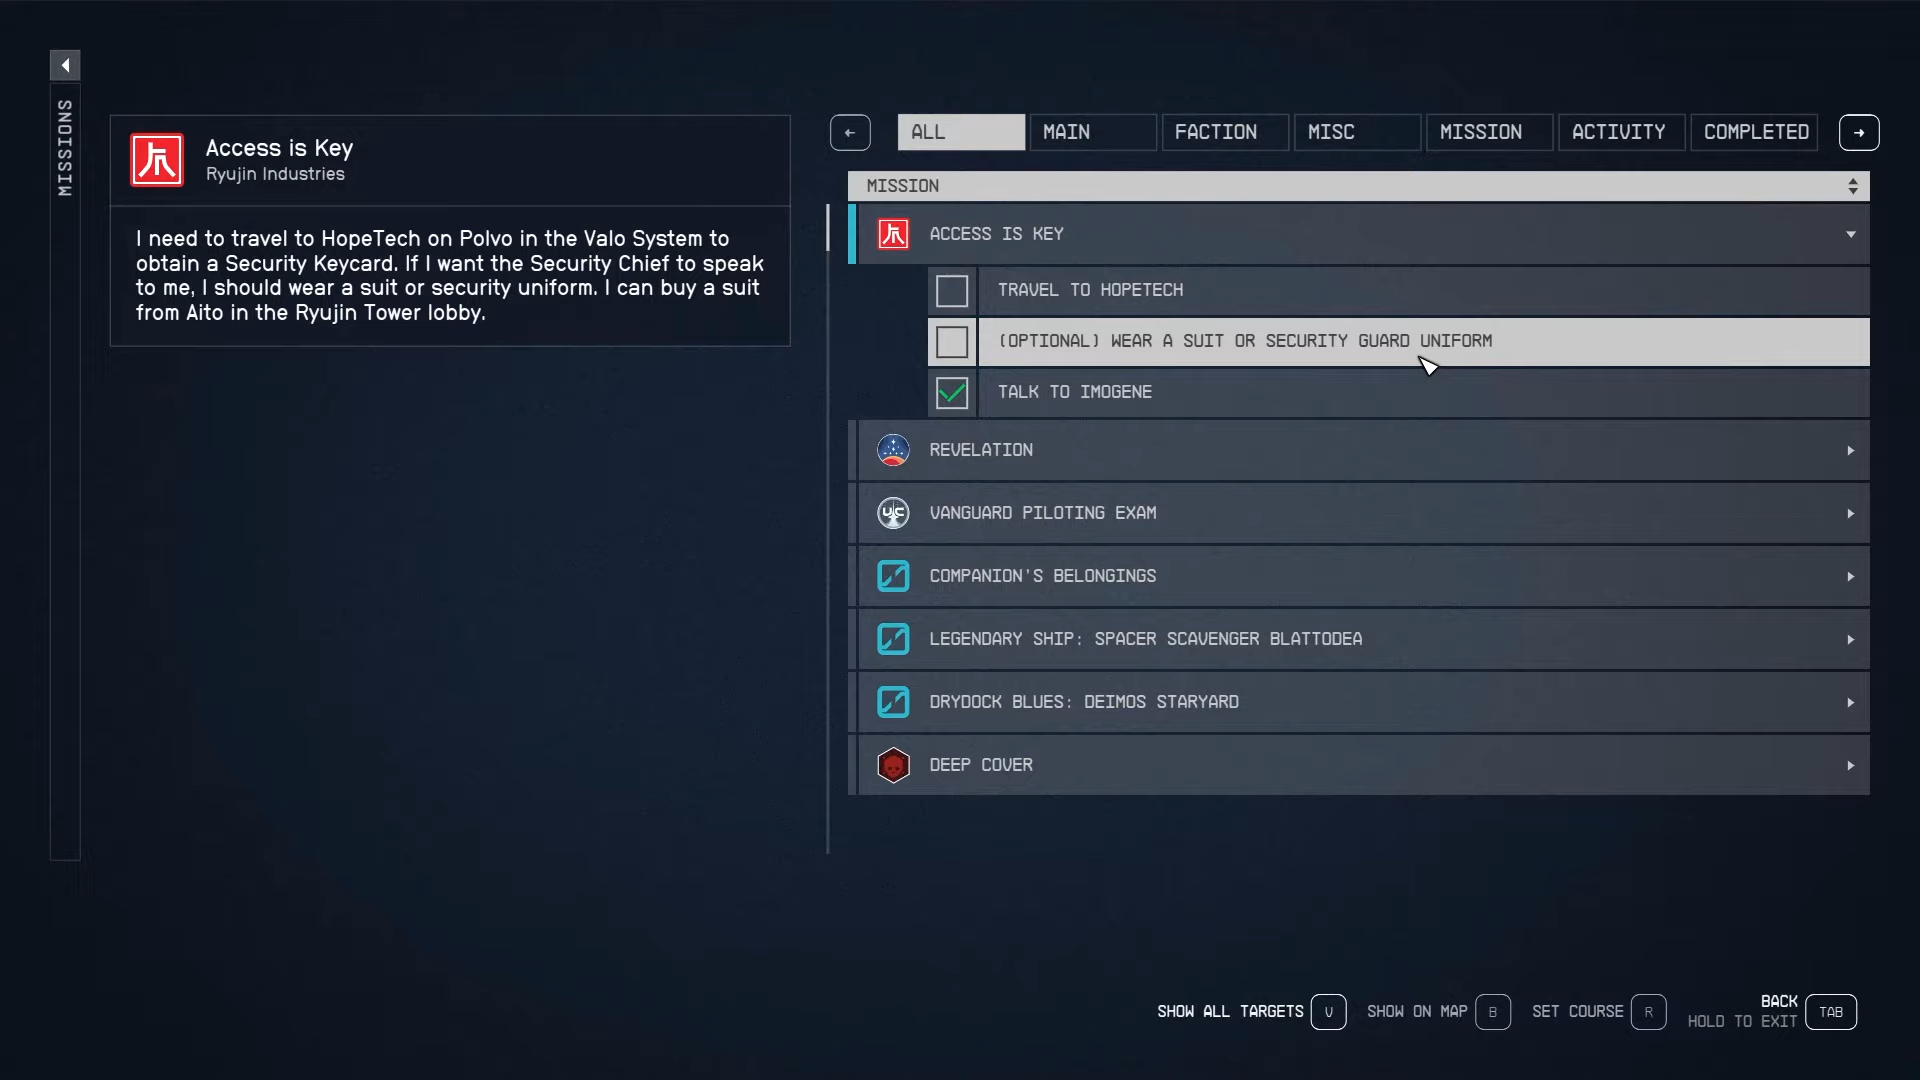 MISSIONS
Access is Key
Ryujin Industries
I need to travel to HopeTech on Polvo in the Valo System to
obtain a Security Keycard. If I want the Security Chief to speak
to me, I should wear a suit or security uniform. I can buy a suit
from Aito in the Ryujin Tower lobby.
ALL MAIN FACTION MISC MISSION ACTIVITY COMPLETED
MISSION
ACCESS IS KEY
TRAVEL TO HOPETECH
(OPTIONAL) WEAR A SUIT OR SECURITY GUARD UNIFORM
TALK TO IMOGENE
REVELATION
UC
VANGUARD PILOTING EXAM
COMPANION'S BELONGINGS
LEGENDARY SHIP: SPACER SCAVENGER BLATTODEA
DRYDOCK BLUES: DEIMOS STARYARD
DEEP COVER
SHOW ALL TARGETS V SHOW ON MAP B SET COURSE R BACK TAB
HOLD TO EXIT